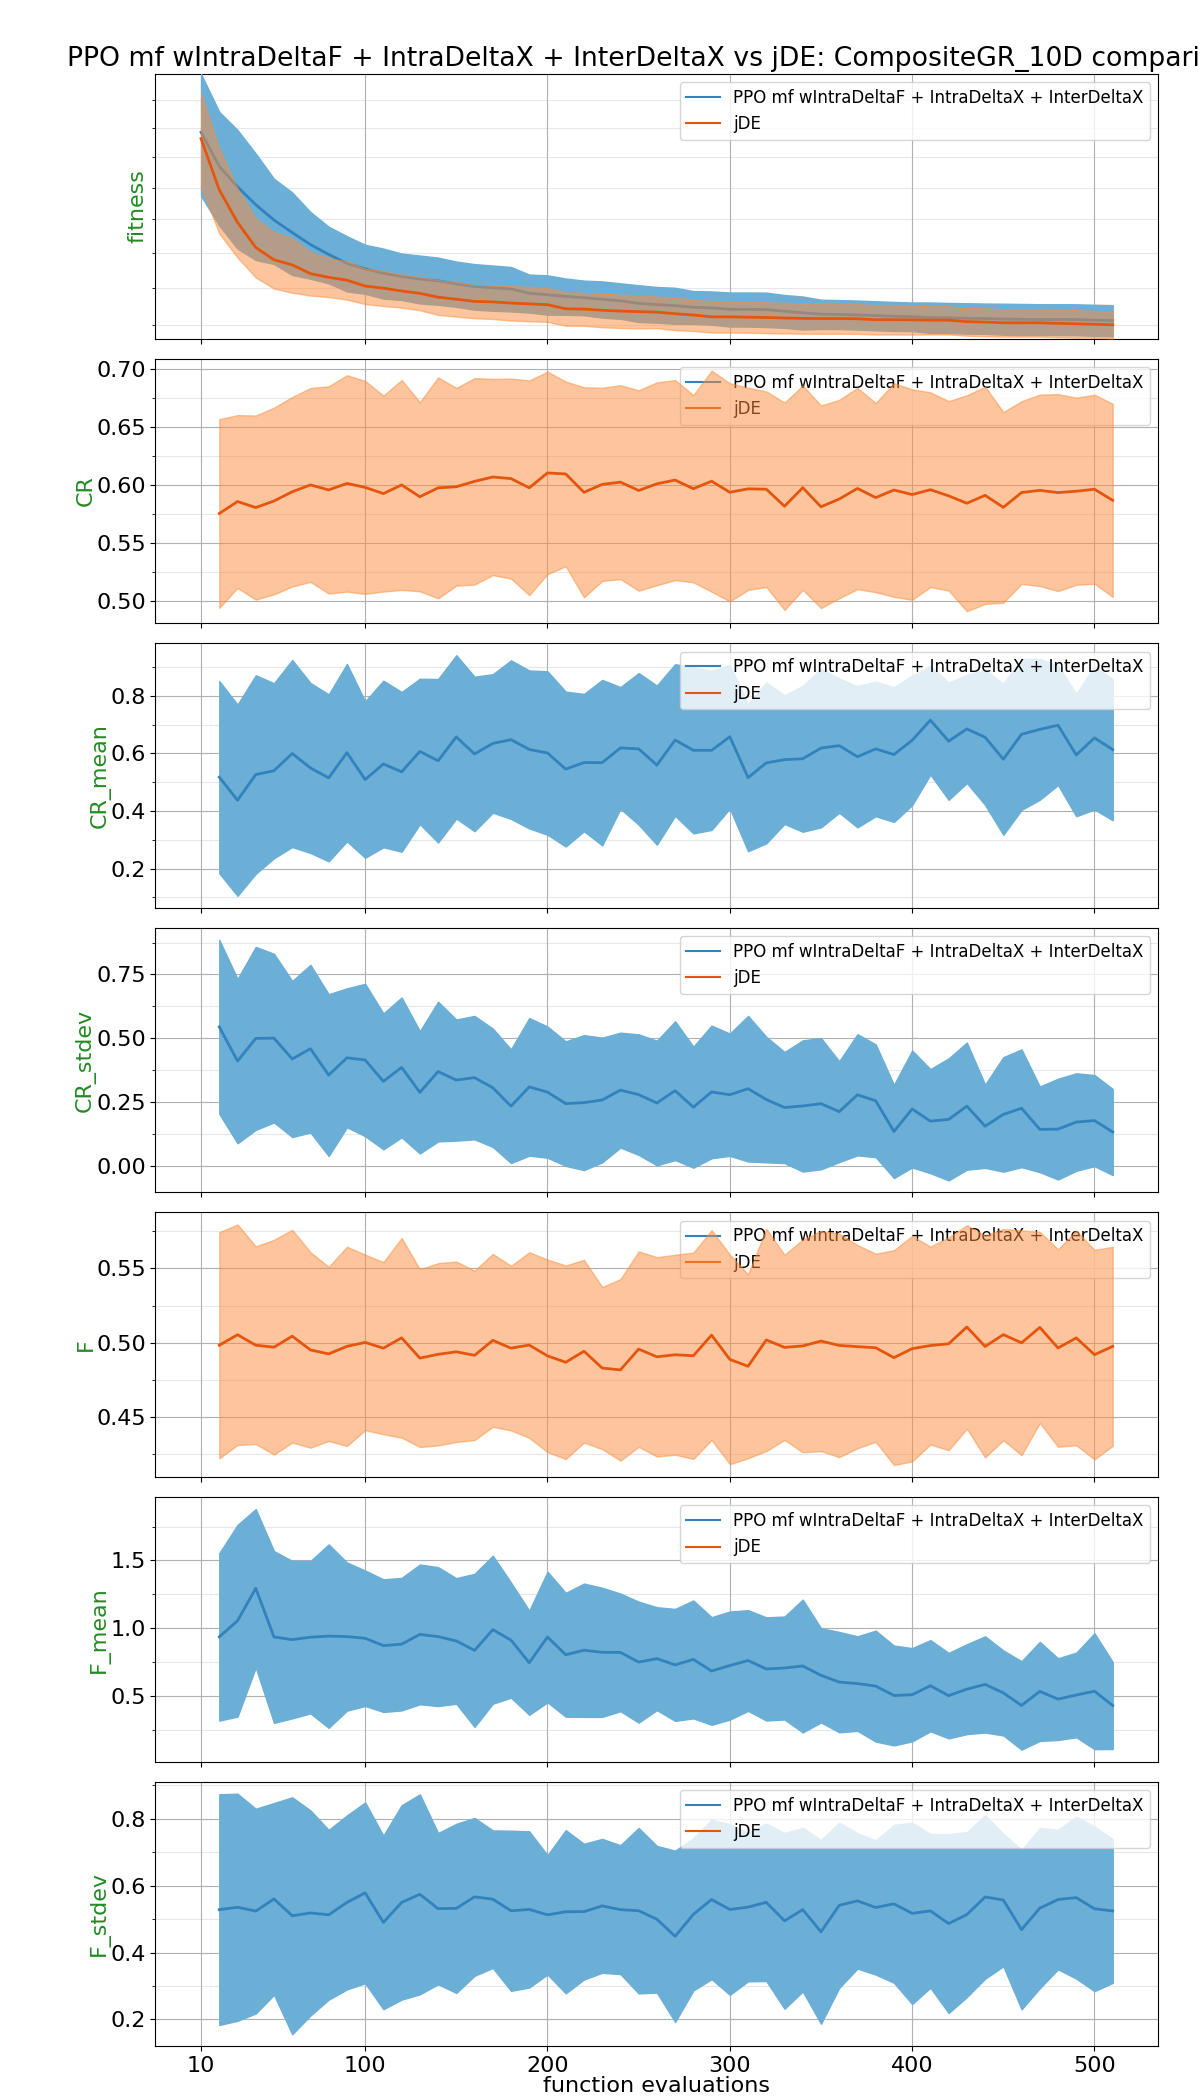 PPO mf wIntraDeltaF + IntraDeltaX + InterDeltaX vs jDE: CompositeGR_10D compari
PPO mf wIntraDeltaF + IntraDeltaX + InterDeltaX
jDE
fitness
PPO mf wIntraDeltaF + IntraDeltaX + InterDeltaX
jDE
0.70
0.65
0.60
0.55
0.50
CR
PPO mf wIntraDeltaF + IntraDeltaX + InterDeltaX
jDE
0.8
0.6
0.4
0.2
CR_mean
PPO mf wIntraDeltaF + IntraDeltaX + InterDeltaX
jDE
0.75
0.50
0.25
0.00
CR_stdev
PPO mf wIntraDeltaF + IntraDeltaX + InterDeltaX
jDE
0.55
0.50
0.45
F
PPO mf wIntraDeltaF + IntraDeltaX + InterDeltaX
jDE
1.5
1.0
0.5
F_mean
PPO mf wIntraDeltaF + IntraDeltaX + InterDeltaX
jDE
0.8
0.6
0.4
0.2
F_stdev
10 100 200 300 400 500
function evaluations